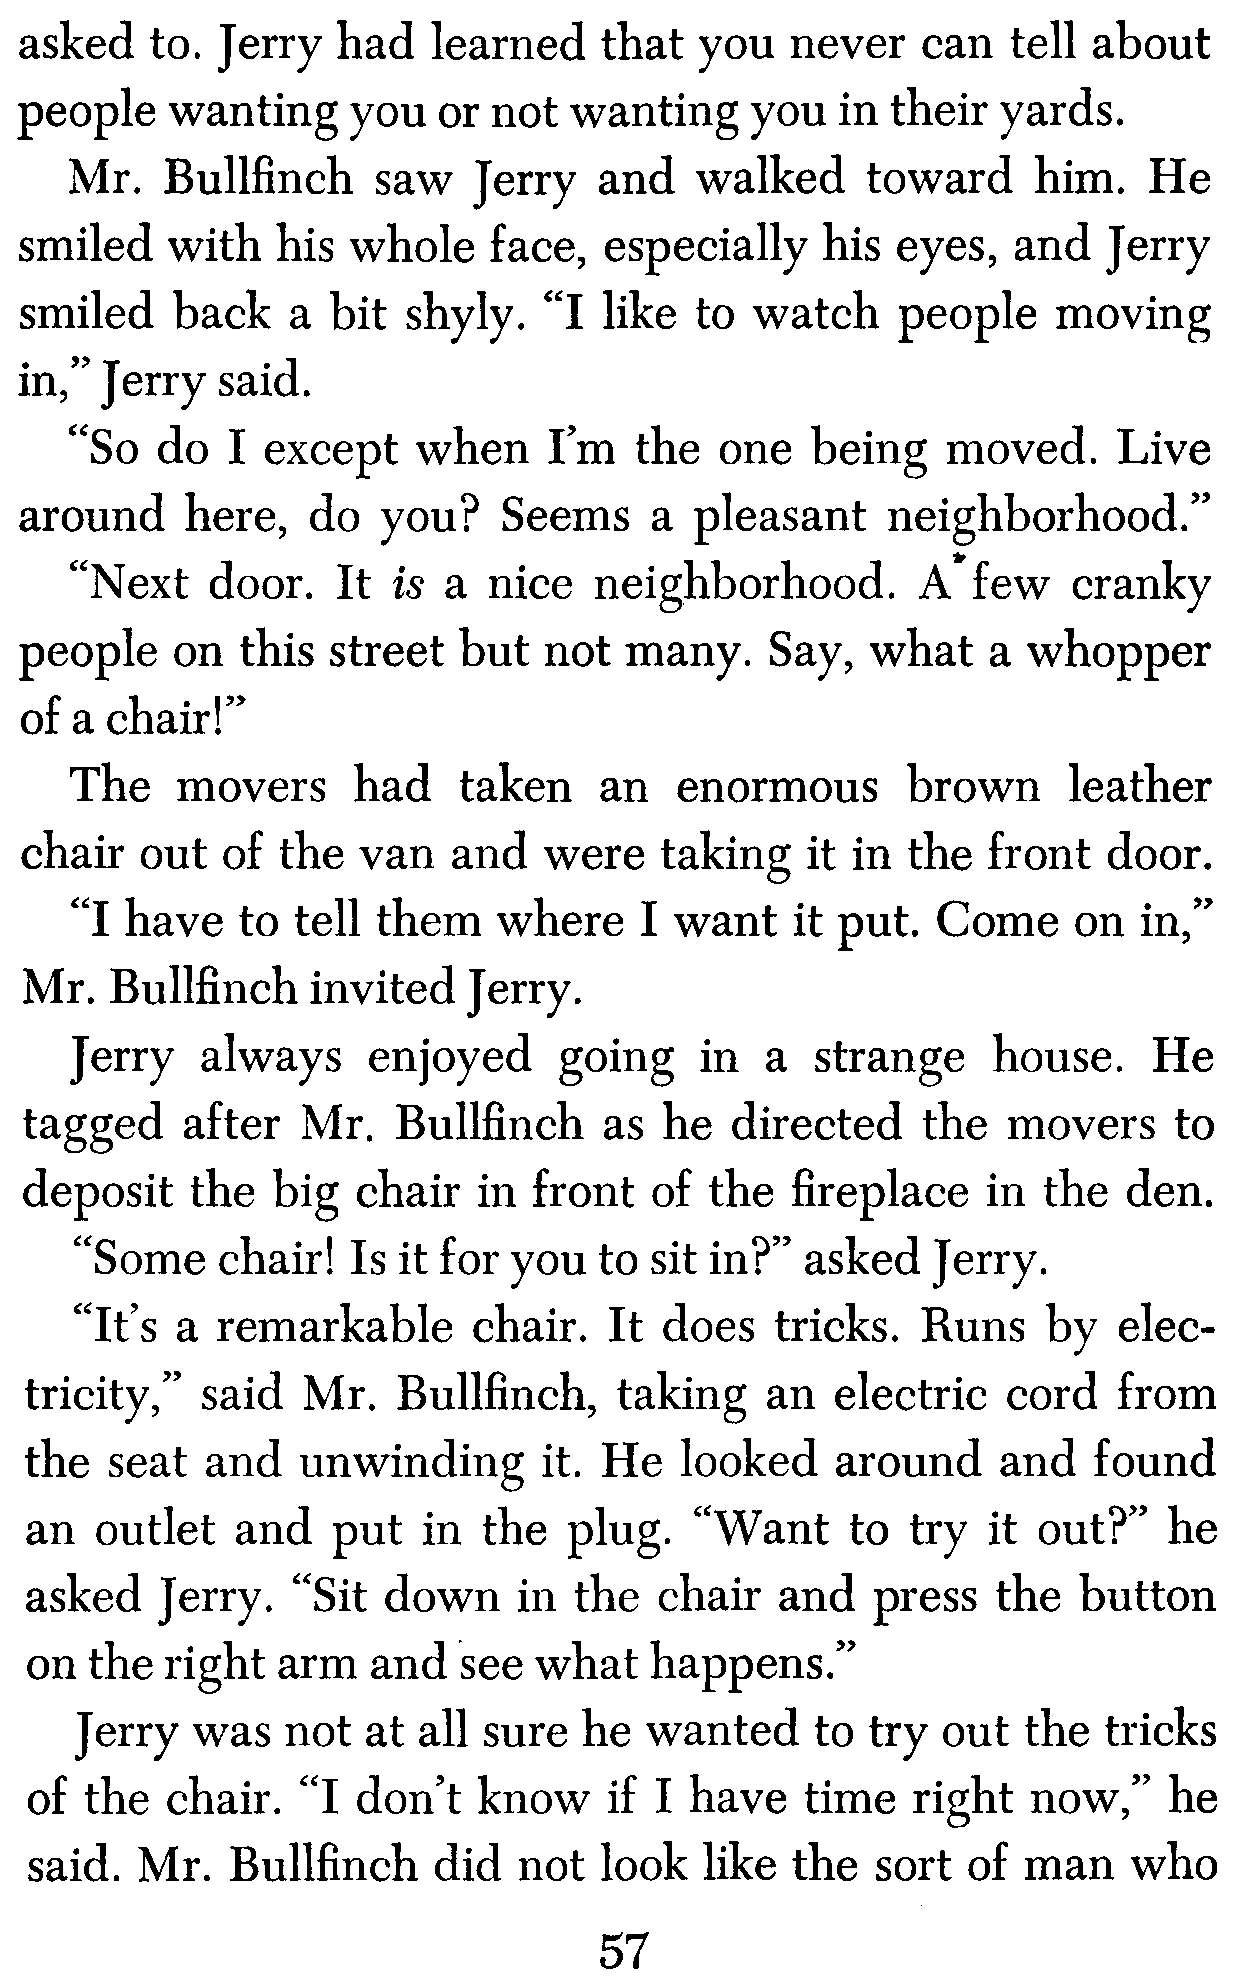 asked to. Jerry had learned that you never can tell about
people wanting you or not wanting you in their yards.
Mr. Bullfinch saw Jerry and walked toward him. He
smiled with his whole face, especially his eyes, and Jerry
smiled back a bit shyly. “I like to watch people moving
in,” Jerry said.
“So do I except when I’m the one being moved. Live
around here, do you? Seems a pleasant neighborhood.”
“Next door. It is a nice neighborhood. A few cranky
people on this street but not many. Say, what a whopper
of a chair!”
The movers had taken an enormous brown leather
chair out of the van and were taking it in the front door.
“I have to tell them where I want it put. Come on in,”
Mr. Bullfinch invited Jerry.
Jerry always enjoyed going in a strange house. He
tagged after Mr. Bullfinch as he directed the movers to
deposit the big chair in front of the fireplace in the den.
“Some chair! Is it for you to sit in?” asked Jerry.
“It’s a remarkable chair. It does tricks. Runs by elec-
tricity,” said Mr. Bullfinch, taking an electric cord from
the seat and unwinding it. He looked around and found
an outlet and put in the plug. “Want to try it out?” he
asked Jerry. “Sit down in the chair and press the button
on the right arm and see what happens.”
Jerry was not at all sure he wanted to try out the tricks
of the chair. “I don’t know if I have time right now,” he
said. Mr. Bullfinch did not look like the sort of man who
57